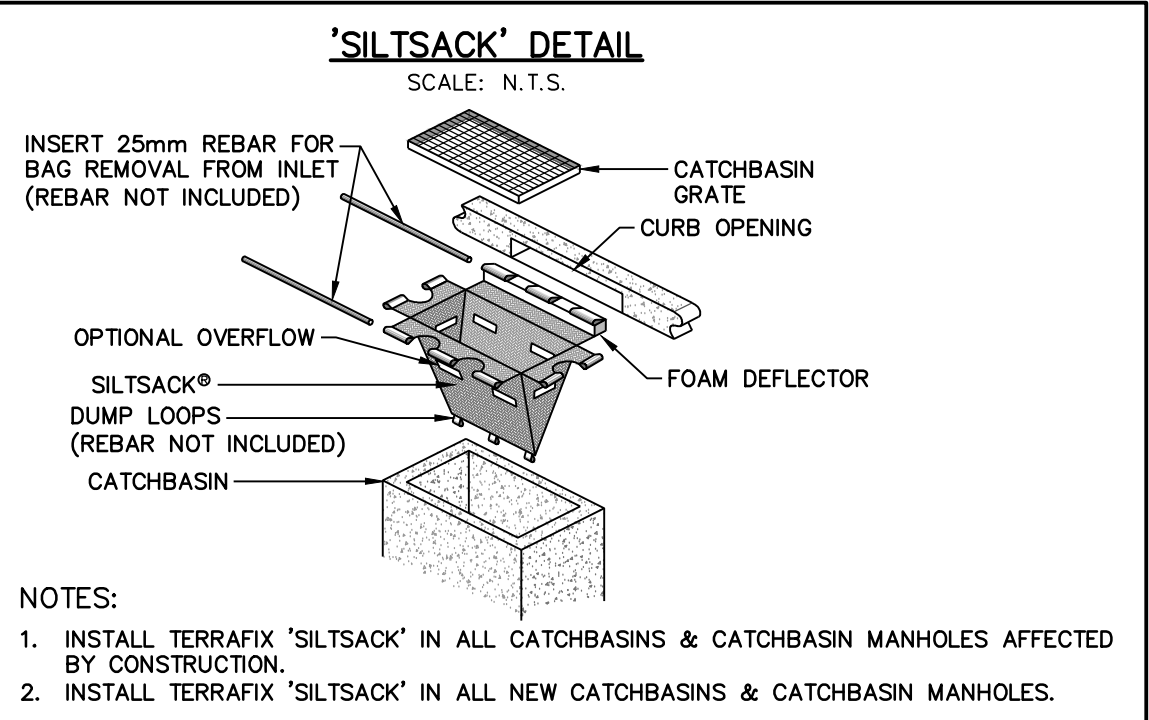 'SILTSACK' DETAIL
SCALE: N.T.S.
INSERT 25mm REBAR FOR
BAG REMOVAL FROM INLET
(REBAR NOT INCLUDED)
CATCHBASIN
GRATE
CURB OPENING
OPTIONAL OVERFLOW
SILTSACK®
FOAM DEFLECTOR
DUMP LOOPS
(REBAR NOT INCLUDED)
CATCHBASIN
NOTES:
1. INSTALL TERRAFIX 'SILTSACK' IN ALL CATCHBASINS & CATCHBASIN MANHOLES AFFECTED
BY CONSTRUCTION.
2. INSTALL TERRAFIX 'SILTSACK' IN ALL NEW CATCHBASINS & CATCHBASIN MANHOLES.